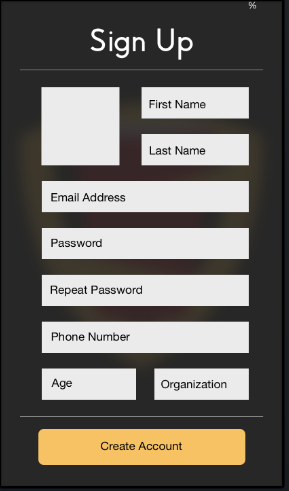 %
Sign Up
First Name
Last Name
Email Address
Password
Repeat Password
Phone Number
Age
Organization
Create Account